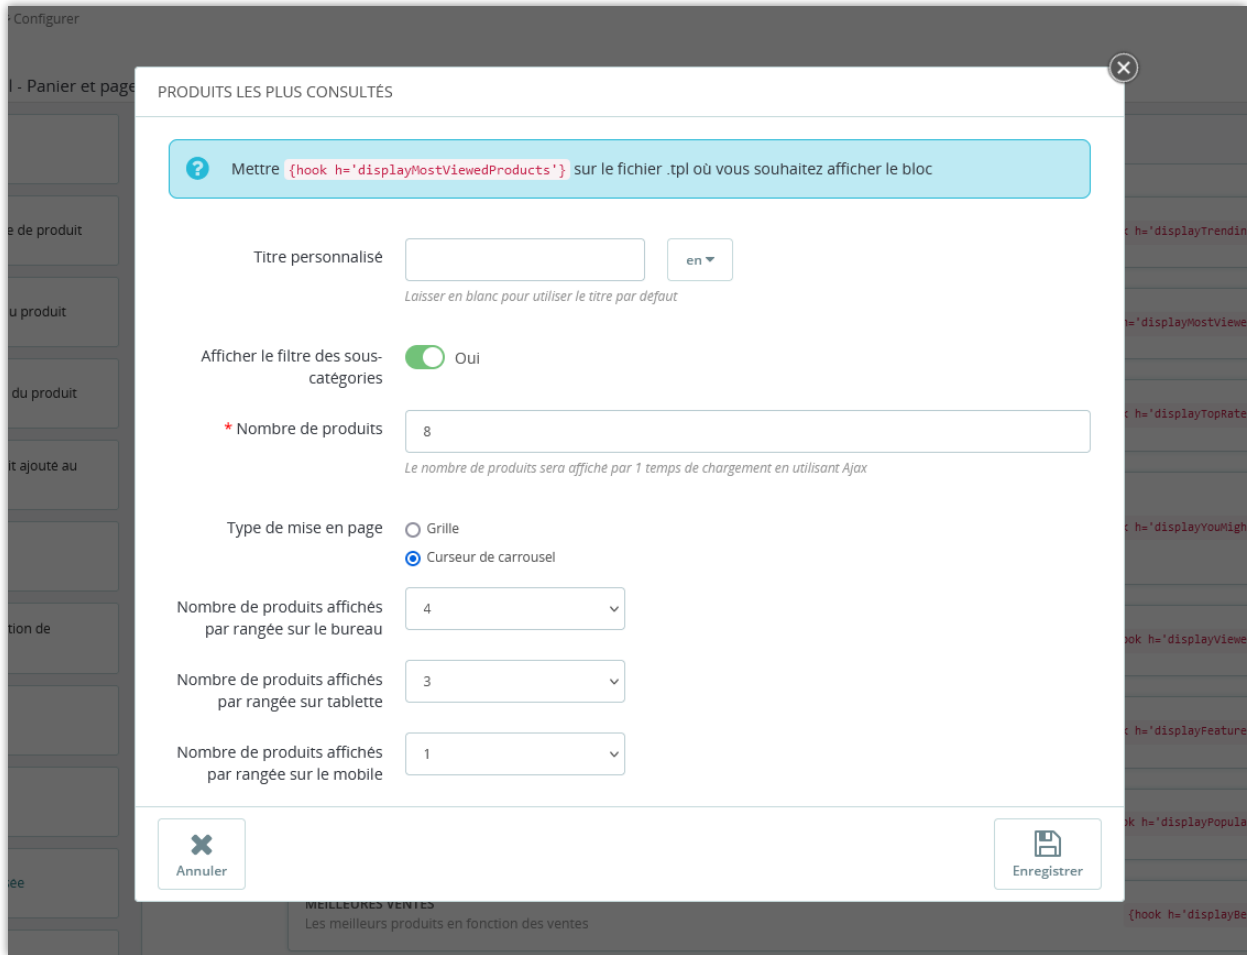 Configurer
l - Panier et page
PRODUITS LES PLUS CONSULTÉS
Mettre {hook h='displayMostViewedProducts'} sur le fichier .tpl où vous souhaitez afficher le bloc
e de produit
h='displayTrendin
Titre personnalisé
en
Laisser en blanc pour utiliser le titre par défaut
u produit
h='displayMostViewe
Afficher le filtre des sous-
catégories
Oui
du produit
h='displayTopRate
* Nombre de produits
8
Le nombre de produits sera affiché par 1 temps de chargement en utilisant Ajax
it ajouté au
h='displayYouMigh
Type de mise en page
Grille
Curseur de carrousel
Nombre de produits affichés
par rangée sur le bureau
4
tion de
ok h='displayViewe
Nombre de produits affichés
par rangée sur tablette
3
h='displayFeature
Nombre de produits affichés
par rangée sur le mobile
1
k h='displayPopula
Annuler
Enregistrer
sée
MEILLEURES VENTES
Les meilleurs produits en fonction des ventes
{hook h='displayBe